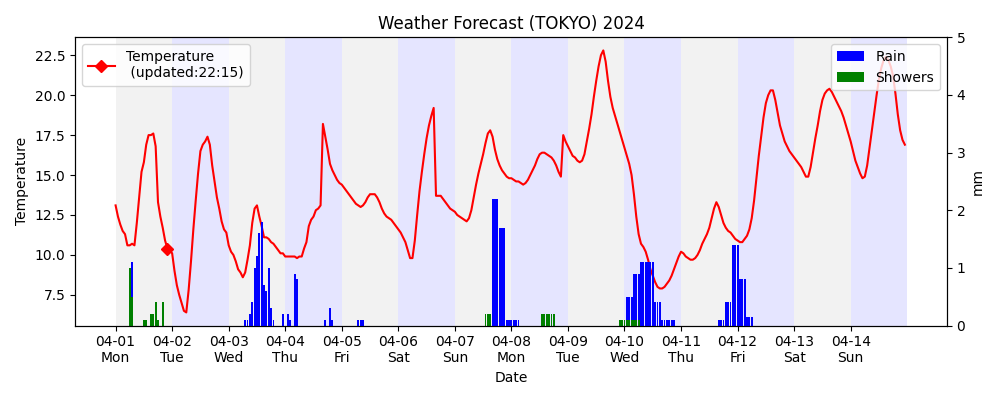 Weather Forecast (TOKYO) 2024
Temperature
(updated:22:15)
Rain
Showers
Temperature
22.5
20.0
17.5
15.0
12.5
10.0
7.5
5
4
3
2
1
0
mm
04-01 04-02 04-03 04-04 04-05 04-06 04-07 04-08 04-09 04-10 04-11 04-12 04-13 04-14
Mon Tue Wed Thu Fri Sat Sun Mon Tue Wed Thu Fri Sat Sun
Date